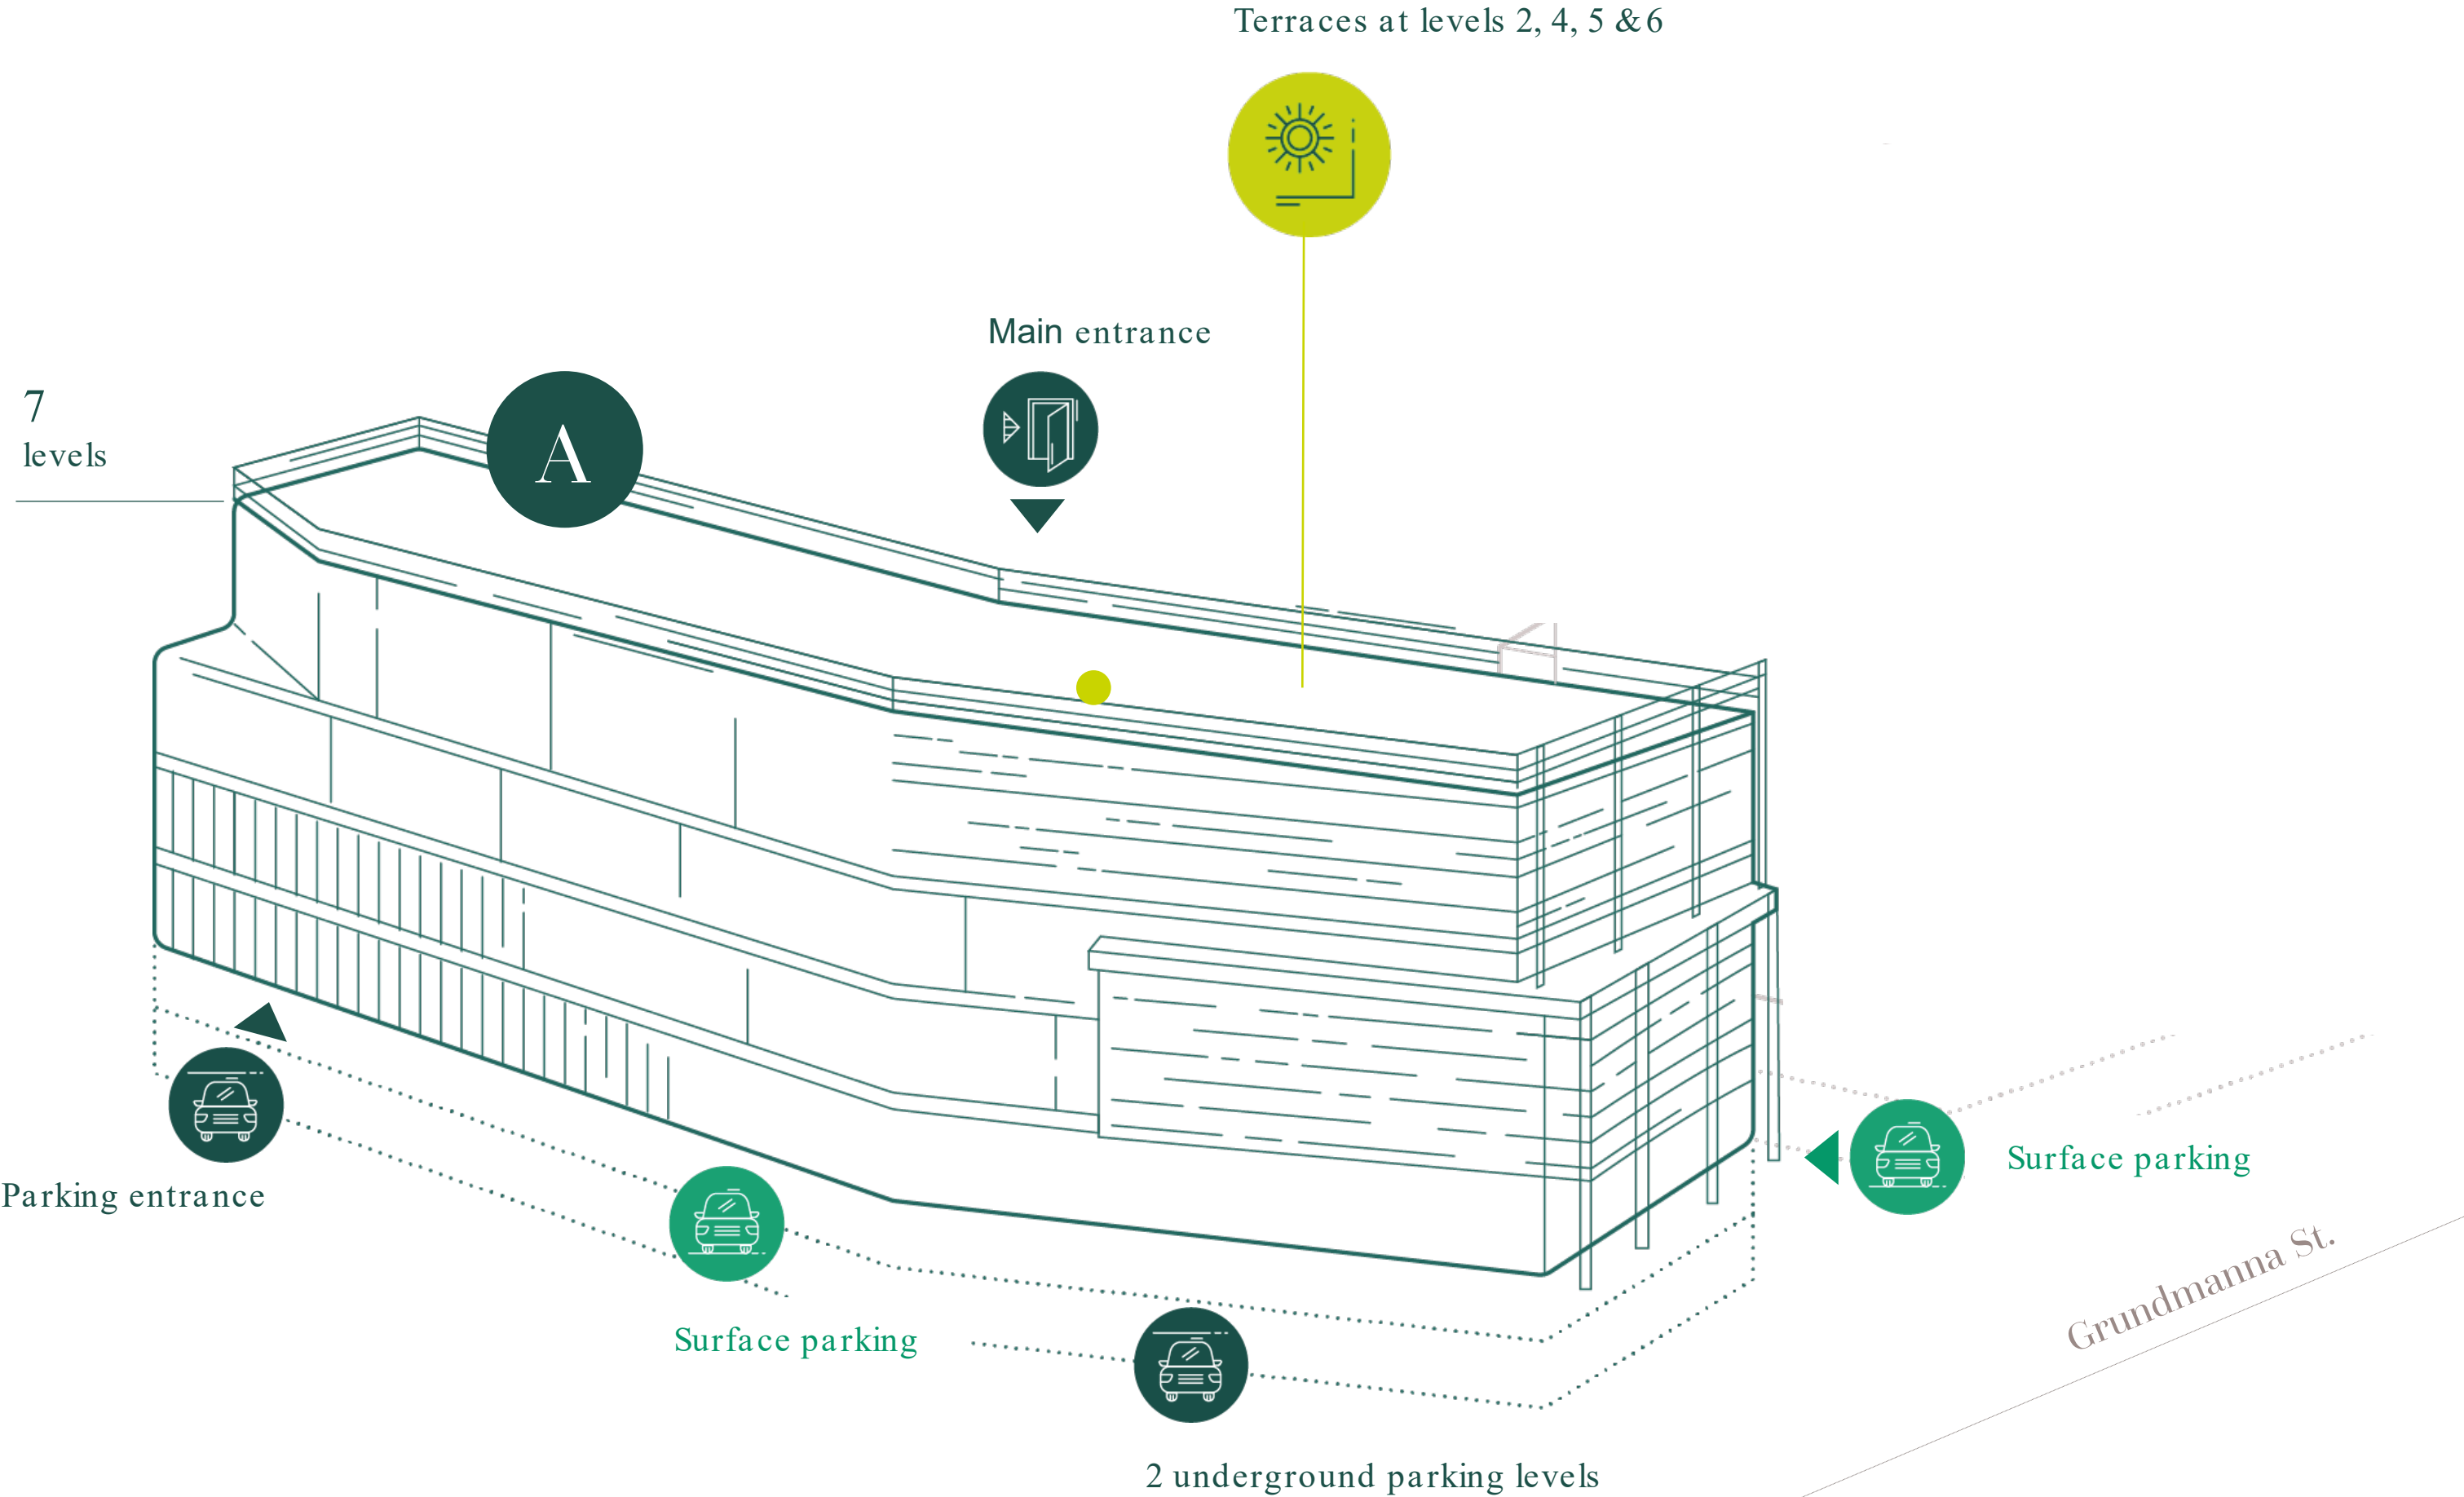 Terraces at levels 2, 4, 5 & 6
Main entrance
7
levels
A
Parking entrance
Surface parking
Surface parking
Grundmanna St.
2 underground parking levels